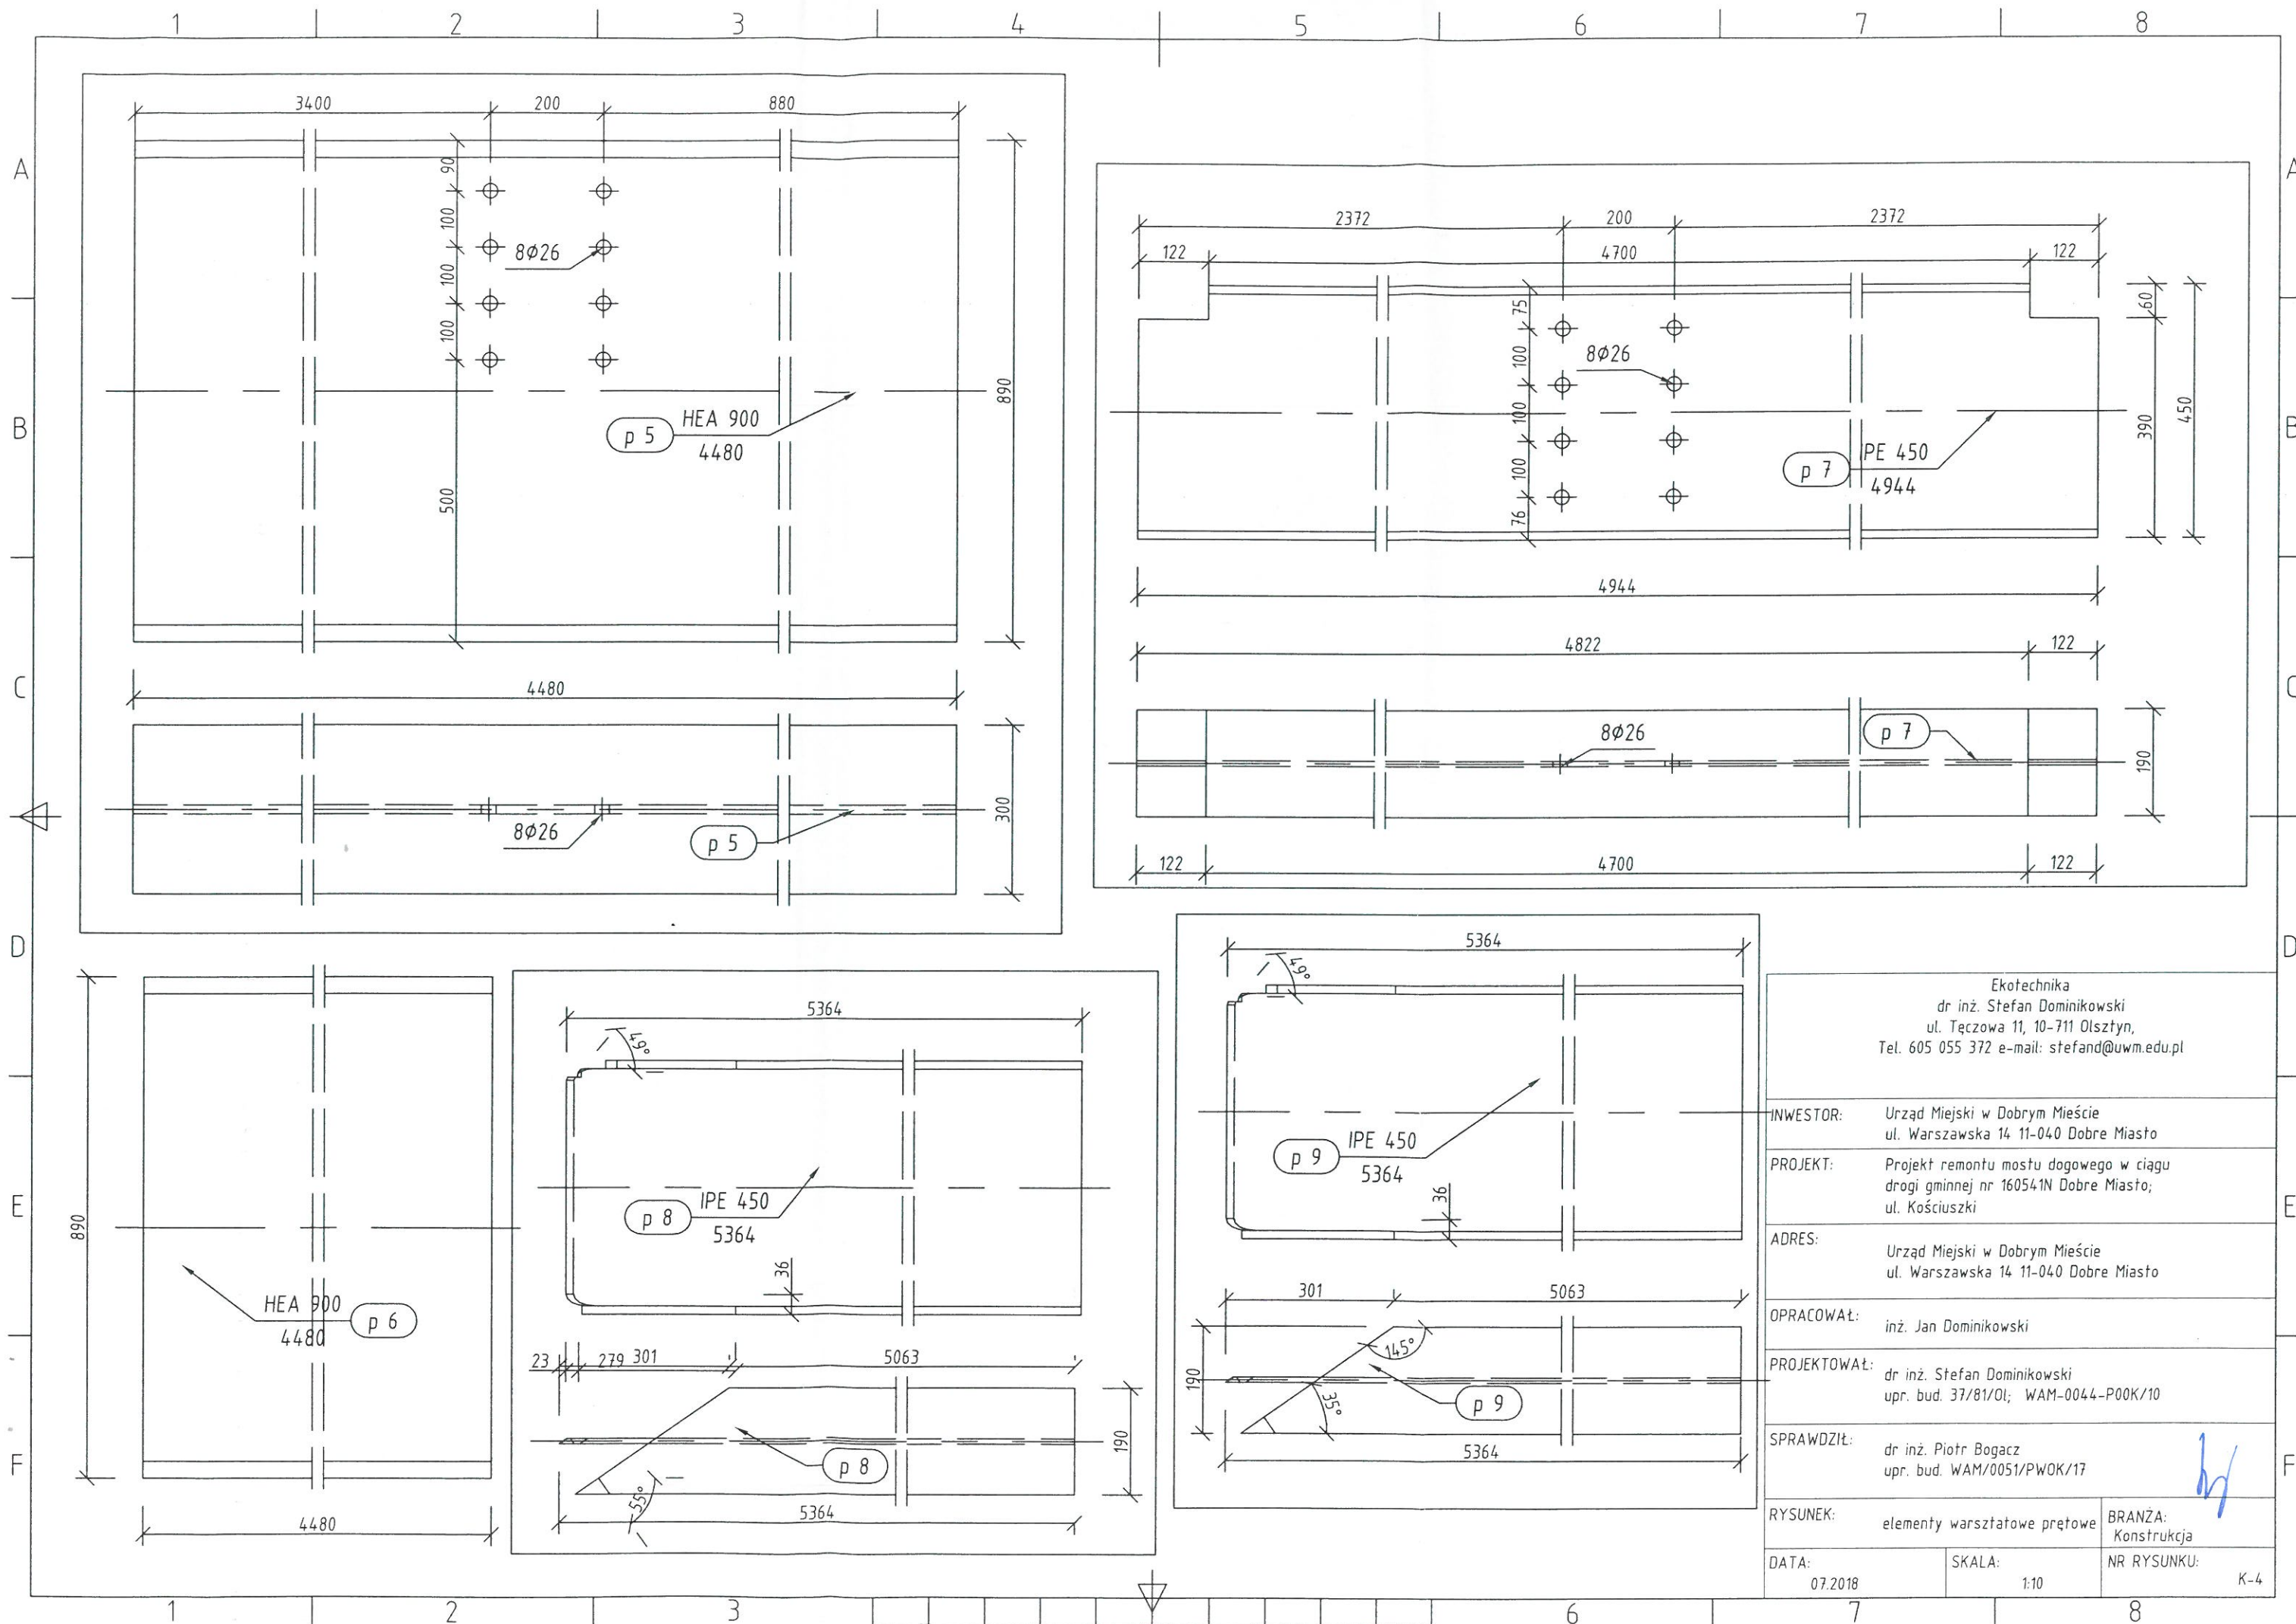 1 2 3 4 5 6 7 8
A
B
C
D
E
F
A
B
C
D
E
F
3400 200 880
90
100
100
100
500
8Ø26
890
p 5 HEA 900
4480
4480
8Ø26
p 5
300
2372 200 2372
122 4700 122
75
100
100
100
76
8Ø26
60
390
450
p 7 IPE 450
4944
4944
4822 122
8Ø26
p 7
190
122 4700 122
890
HEA 900 p 6
4480
4480
5364
49°
p 8 IPE 450
5364
36
23 279 301 5063
190
p 8
55°
5364
5364
49°
p 9 IPE 450
5364
36
301 5063
190
145°
35°
p 9
5364
Ekotechnika
dr inż. Stefan Dominikowski
ul. Tęczowa 11, 10-711 Olsztyn,
Tel. 605 055 372 e-mail: stefand@uwm.edu.pl
INWESTOR: Urząd Miejski w Dobrym Mieście
ul. Warszawska 14 11-040 Dobre Miasto
PROJEKT: Projekt remontu mostu dogowego w ciągu
drogi gminnej nr 160541N Dobre Miasto;
ul. Kościuszki
ADRES: Urząd Miejski w Dobrym Mieście
ul. Warszawska 14 11-040 Dobre Miasto
OPRACOWAŁ: inż. Jan Dominikowski
PROJEKTOWAŁ: dr inż. Stefan Dominikowski
upr. bud. 37/81/Ol; WAM-0044-POOK/10
SPRAWDZIŁ: dr inż. Piotr Bogacz
upr. bud. WAM/0051/PWOK/17
RYSUNEK: elementy warsztatowe prętowe
BRANŻA:
Konstrukcja
DATA:
07.2018
SKALA:
1:10
NR RYSUNKU:
K-4
1 2 3 6 7 8